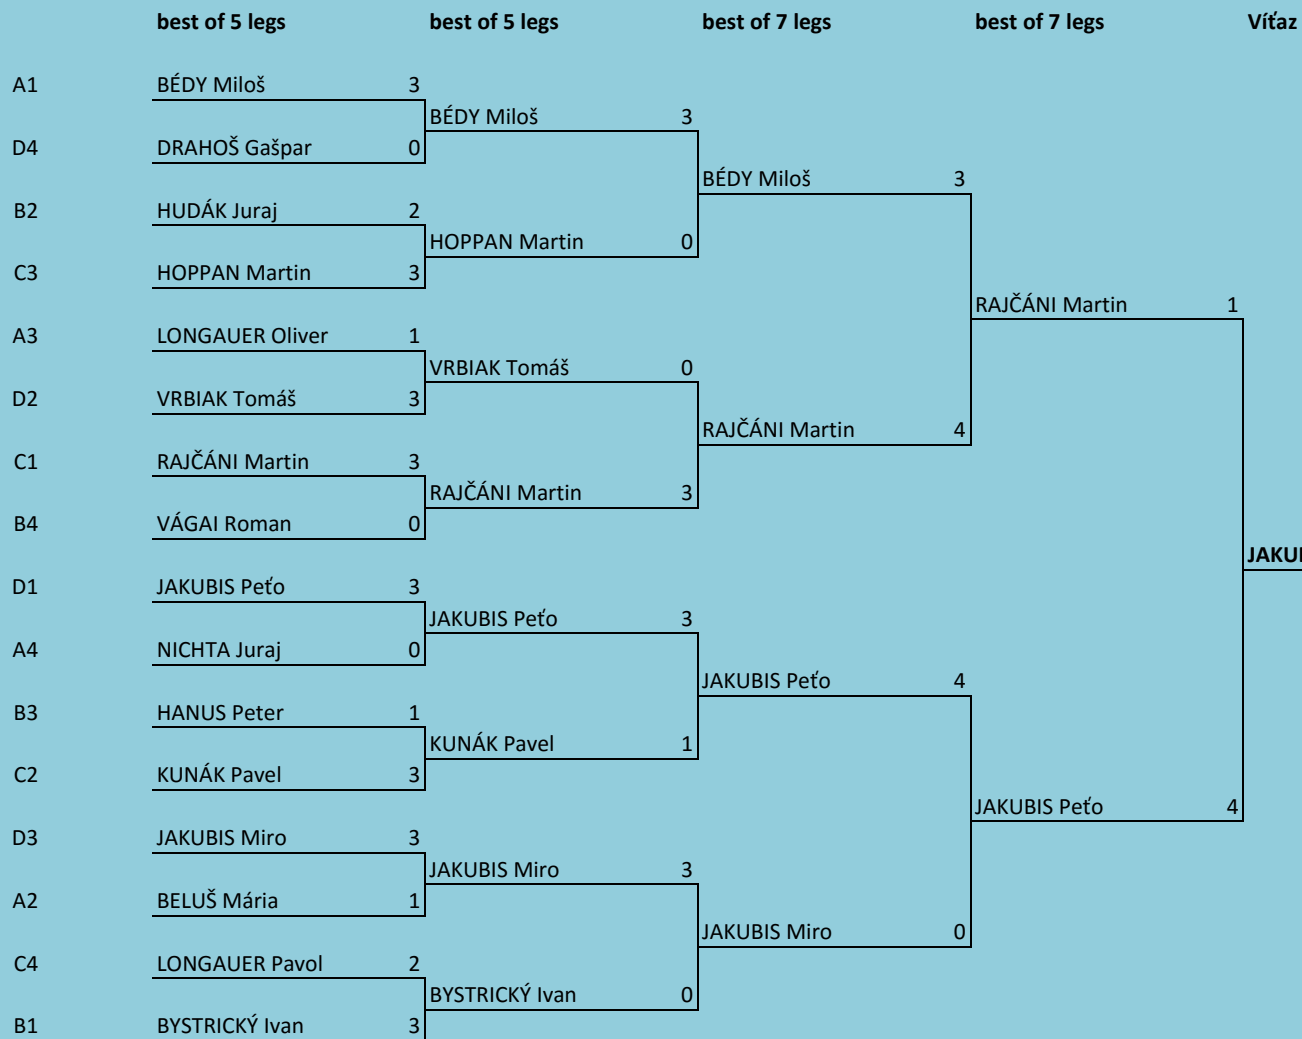 best of 5 legs best of 5 legs best of 7 legs best of 7 legs Víťaz
A1 BÉDY Miloš 3
BÉDY Miloš 3
D4 DRAHOŠ Gašpar 0
BÉDY Miloš 3
B2 HUDÁK Juraj 2
HOPPAN Martin 0
C3 HOPPAN Martin 3
RAJČÁNI Martin 1
A3 LONGAUER Oliver 1
VRBIAK Tomáš 0
D2 VRBIAK Tomáš 3
RAJČÁNI Martin 4
C1 RAJČÁNI Martin 3
RAJČÁNI Martin 3
B4 VÁGAI Roman 0
D1 JAKUBIS Peťo 3
JAKUBIS Peťo 3
A4 NICHTA Juraj 0
JAKUBIS Peťo 4
B3 HANUS Peter 1
KUNÁK Pavel 1
C2 KUNÁK Pavel 3
JAKUBIS Peťo 4
D3 JAKUBIS Miro 3
JAKUBIS Miro 3
A2 BELUŠ Mária 1
JAKUBIS Miro 0
C4 LONGAUER Pavol 2
BYSTRICKÝ Ivan 0
B1 BYSTRICKÝ Ivan 3